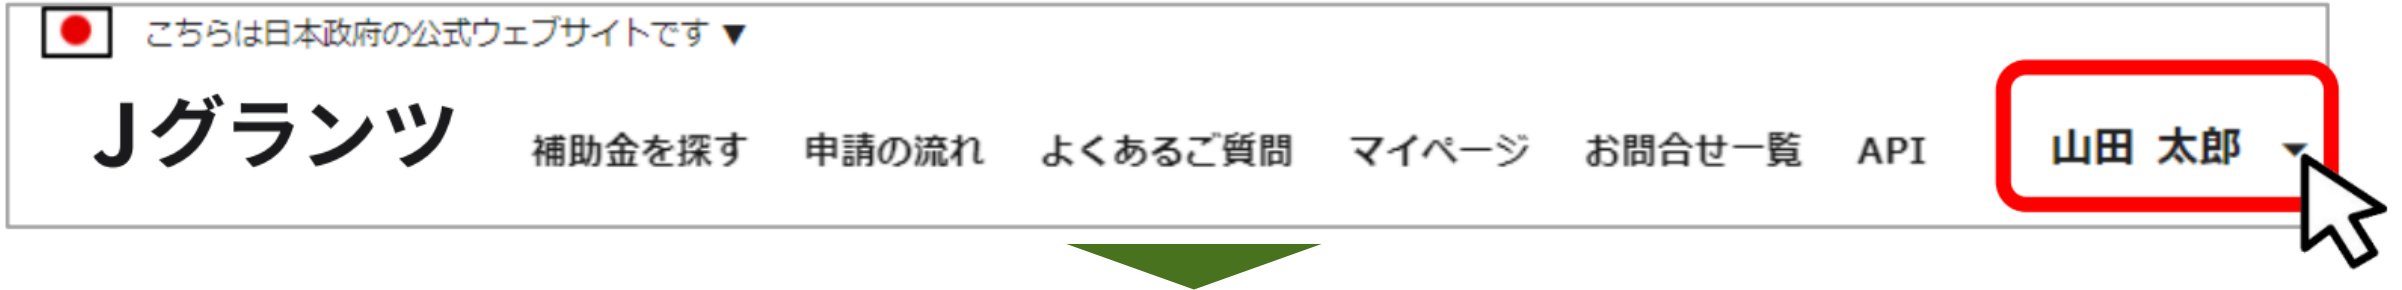 こちらは日本政府の公式ウェブサイトです ▼
Jグランツ 補助金を探す 申請の流れ よくあるご質問 マイページ お問合せ一覧 API 山田 太郎